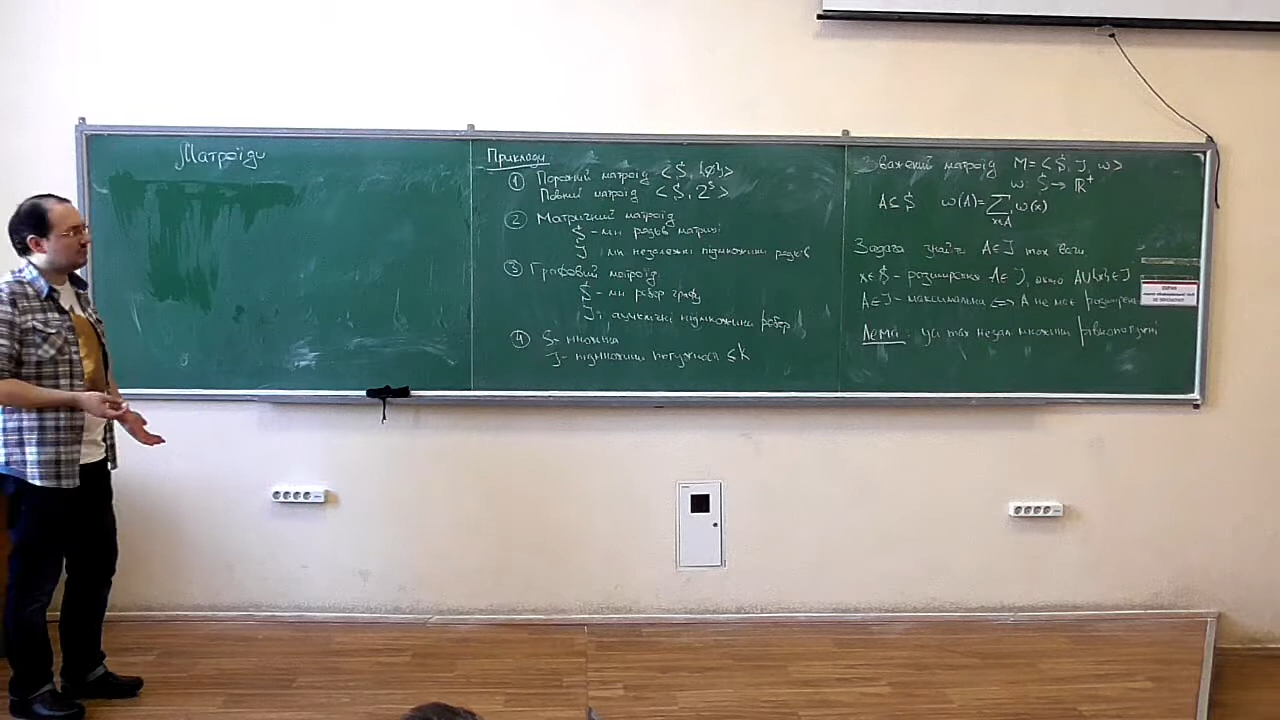 Матроїди
Приклади
① Порожній матроїд <S, {∅}>
Повний матроїд <S, 2^S>
② Матричний матроїд
S - мн рядків матриці
J : лін незалежні підмножини рядків
③ Графовий матроїд
S - мн ребер графу
J: ациклічні підмножини ребер
④ S - множина
J - підмножини потужності ≤ k
Зважений матроїд M = <S, J, w>
w: S → ℝ⁺
A ⊆ S w(A) = ∑ w(x)
x∈A
Задача знайти A ∈ J max ваги
x ∈ S - розширення A ∈ J, якщо A∪{x} ∈ J
A ∈ J - максимальна ⟺ A не має розширень
Лема: усі max незал множини рівнопотужні